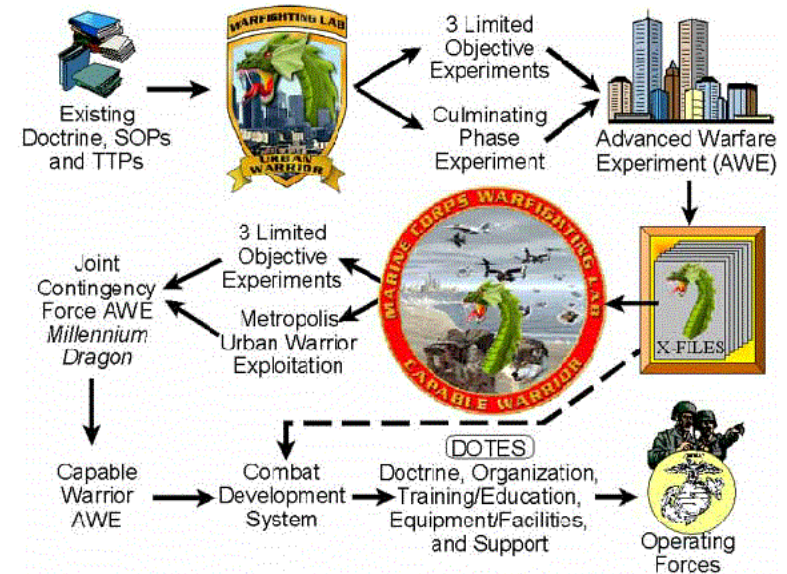 Existing
Doctrine, SOPs
and TTPs
WARFIGHTING LAB
URBAN
WARRIOR
3 Limited
Objective
Experiments
Culminating
Phase
Experiment
Advanced Warfare
Experiment (AWE)
X-FILES
MARINE CORPS WARFIGHTING LAB
CAPABLE WARRIOR
3 Limited
Objective
Experiments
Metropolis
Urban Warrior
Exploitation
Joint
Contingency
Force AWE
Millennium
Dragon
Capable
Warrior
AWE
Combat
Development
System
DOTES
Doctrine, Organization,
Training/Education,
Equipment/Facilities,
and Support
Operating
Forces